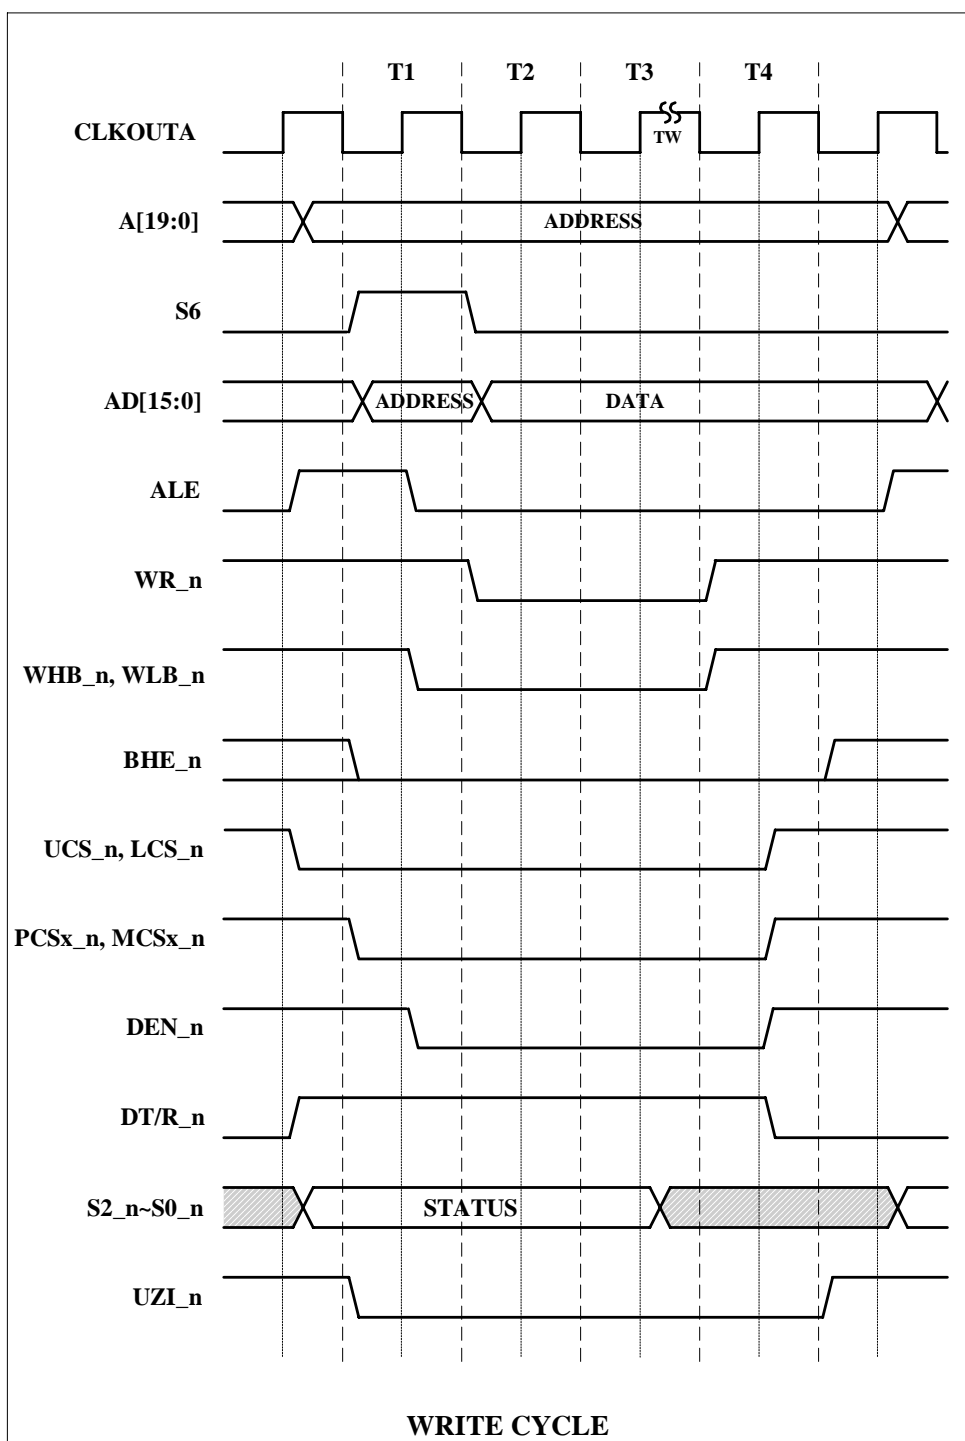 T1 T2 T3 T4
CLKOUTA
TW
A[19:0]
ADDRESS
S6
AD[15:0]
ADDRESS
DATA
ALE
WR_n
WHB_n, WLB_n
BHE_n
UCS_n, LCS_n
PCSx_n, MCSx_n
DEN_n
DT/R_n
S2_n~S0_n
STATUS
UZI_n
WRITE CYCLE